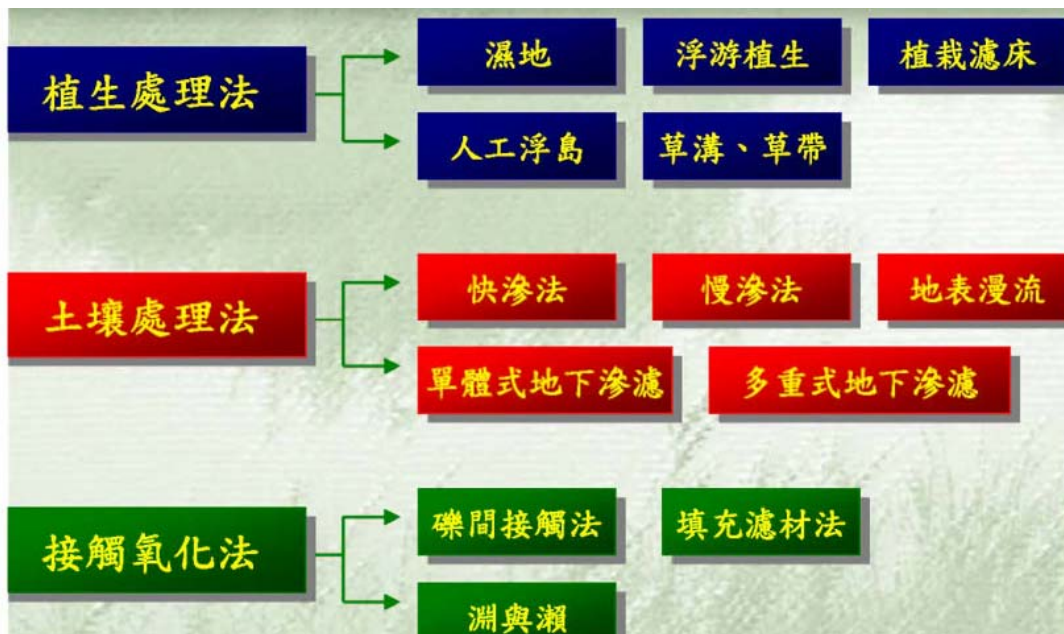 植生處理法
濕地
浮游植生
植栽濾床
人工浮島
草溝、草帶
土壤處理法
快滲法
慢滲法
地表漫流
單體式地下滲濾
多重式地下滲濾
接觸氧化法
礫間接觸法
填充濾材法
淵與瀨